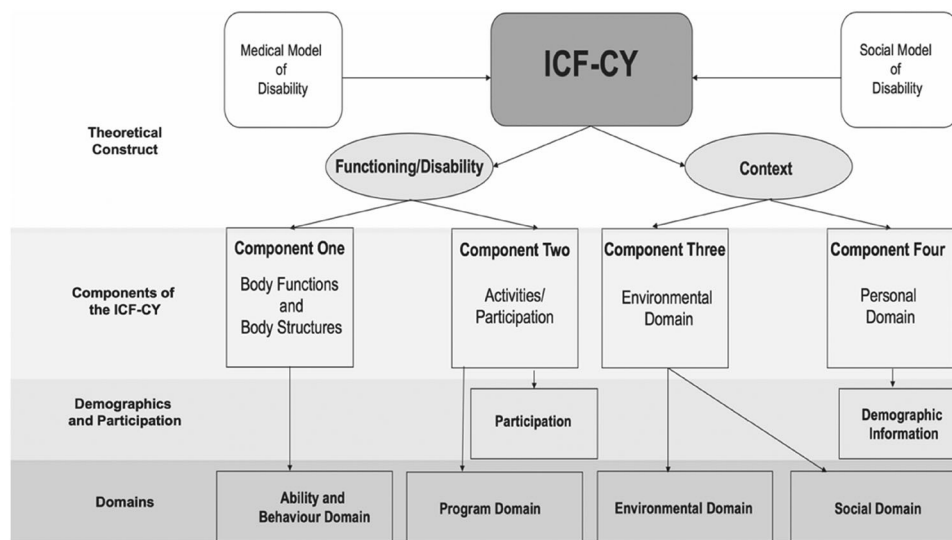 Medical Model
of
Disability
ICF-CY
Social Model
of
Disability
Theoretical
Construct
Functioning/Disability
Context
Components of
the ICF-CY
Component One
Body Functions
and
Body Structures
Component Two
Activities/
Participation
Component Three
Environmental
Domain
Component Four
Personal
Domain
Demographics
and Participation
Participation
Demographic
Information
Domains
Ability and
Behaviour Domain
Program Domain
Environmental Domain
Social Domain